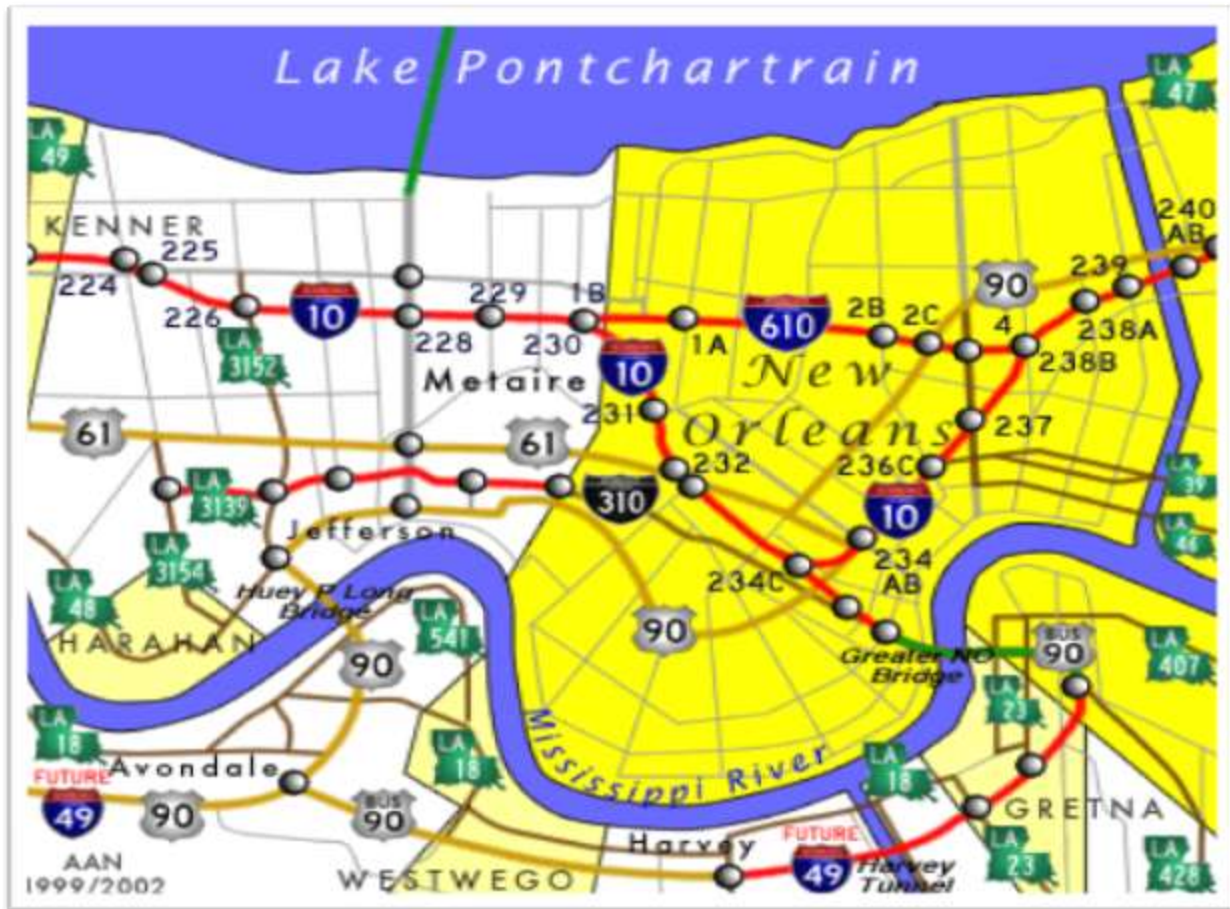 Lake Pontchartrain
LA 47
LA 49
KENNER
240 AB
225
224
239
90
229
1B
2B
2C
4
238A
226
10
610
228
230
1A
238B
LA 3152
New
10
Metaire
231
Orleans
237
61
61
232
236C
LA 3139
310
10
LA 39
Jefferson
LA 46
LA 3154
234C
234 AB
LA 48
Huey P Long Bridge
LA 541
90
HARAHAN
BUS 90
90
Greater NO Bridge
LA 407
LA 23
LA 18
Mississippi River
LA 18
LA 18
Avondale
FUTURE
49
90
BUS 90
GRETNA
Harvey
FUTURE
49
Harvey Tunnel
LA 23
LA 428
AAN
1999/2002
WESTWEGO